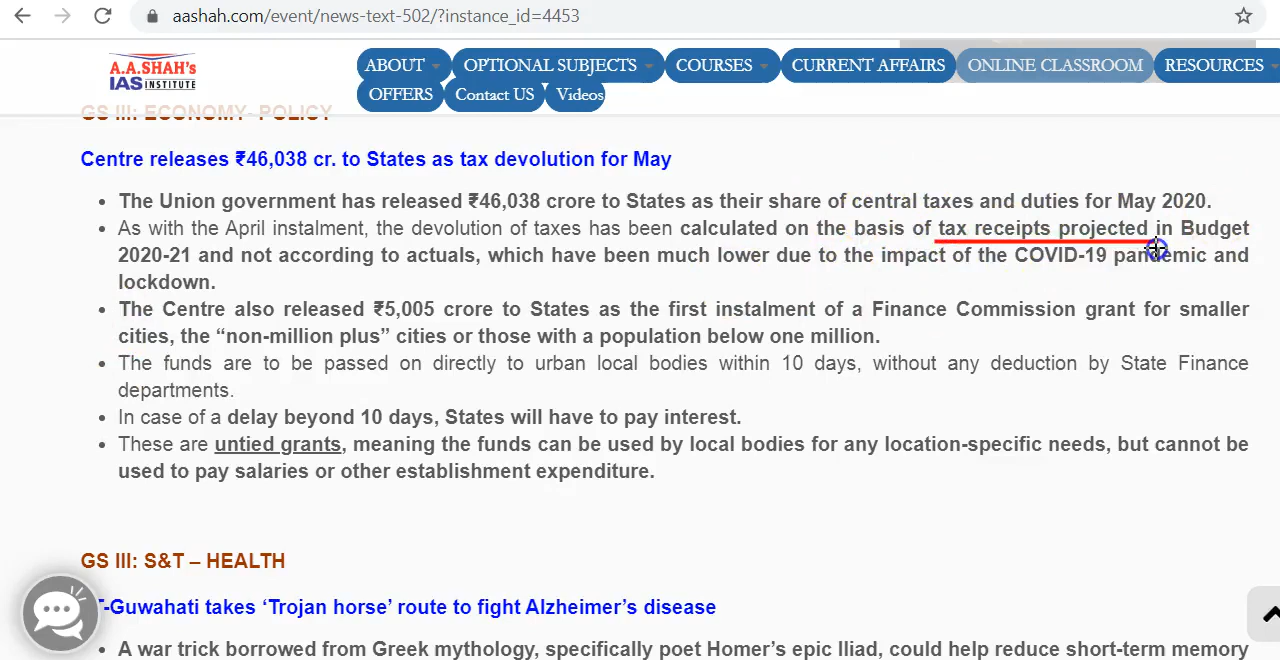 aashah.com/event/news-text-502/?instance_id=4453
A.A.SHAH's
IAS INSTITUTE
ABOUT OPTIONAL SUBJECTS COURSES CURRENT AFFAIRS ONLINE CLASSROOM RESOURCES
OFFERS Contact US Videos
GS III: ECONOMY- POLICY
Centre releases ₹46,038 cr. to States as tax devolution for May
• The Union government has released ₹46,038 crore to States as their share of central taxes and duties for May 2020.
• As with the April instalment, the devolution of taxes has been calculated on the basis of tax receipts projected in Budget
2020-21 and not according to actuals, which have been much lower due to the impact of the COVID-19 pandemic and
lockdown.
• The Centre also released ₹5,005 crore to States as the first instalment of a Finance Commission grant for smaller
cities, the “non-million plus” cities or those with a population below one million.
• The funds are to be passed on directly to urban local bodies within 10 days, without any deduction by State Finance
departments.
• In case of a delay beyond 10 days, States will have to pay interest.
• These are untied grants, meaning the funds can be used by local bodies for any location-specific needs, but cannot be
used to pay salaries or other establishment expenditure.
GS III: S&T – HEALTH
T-Guwahati takes ‘Trojan horse’ route to fight Alzheimer’s disease
• A war trick borrowed from Greek mythology, specifically poet Homer’s epic Iliad, could help reduce short-term memory